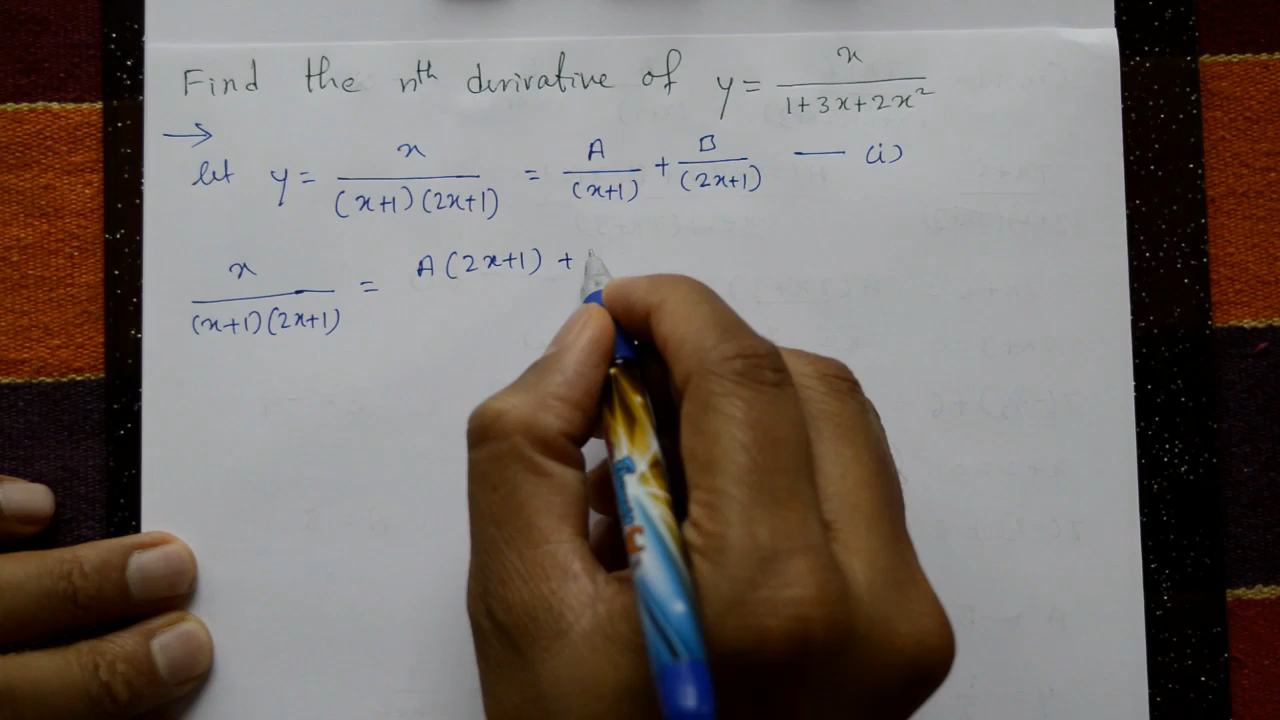 Find the nth derivative of y = x / (1+3x+2x²)
→
let y = x / ((x+1)(2x+1)) = A / (x+1) + B / (2x+1) — (i)
x / ((x+1)(2x+1)) = A(2x+1) +